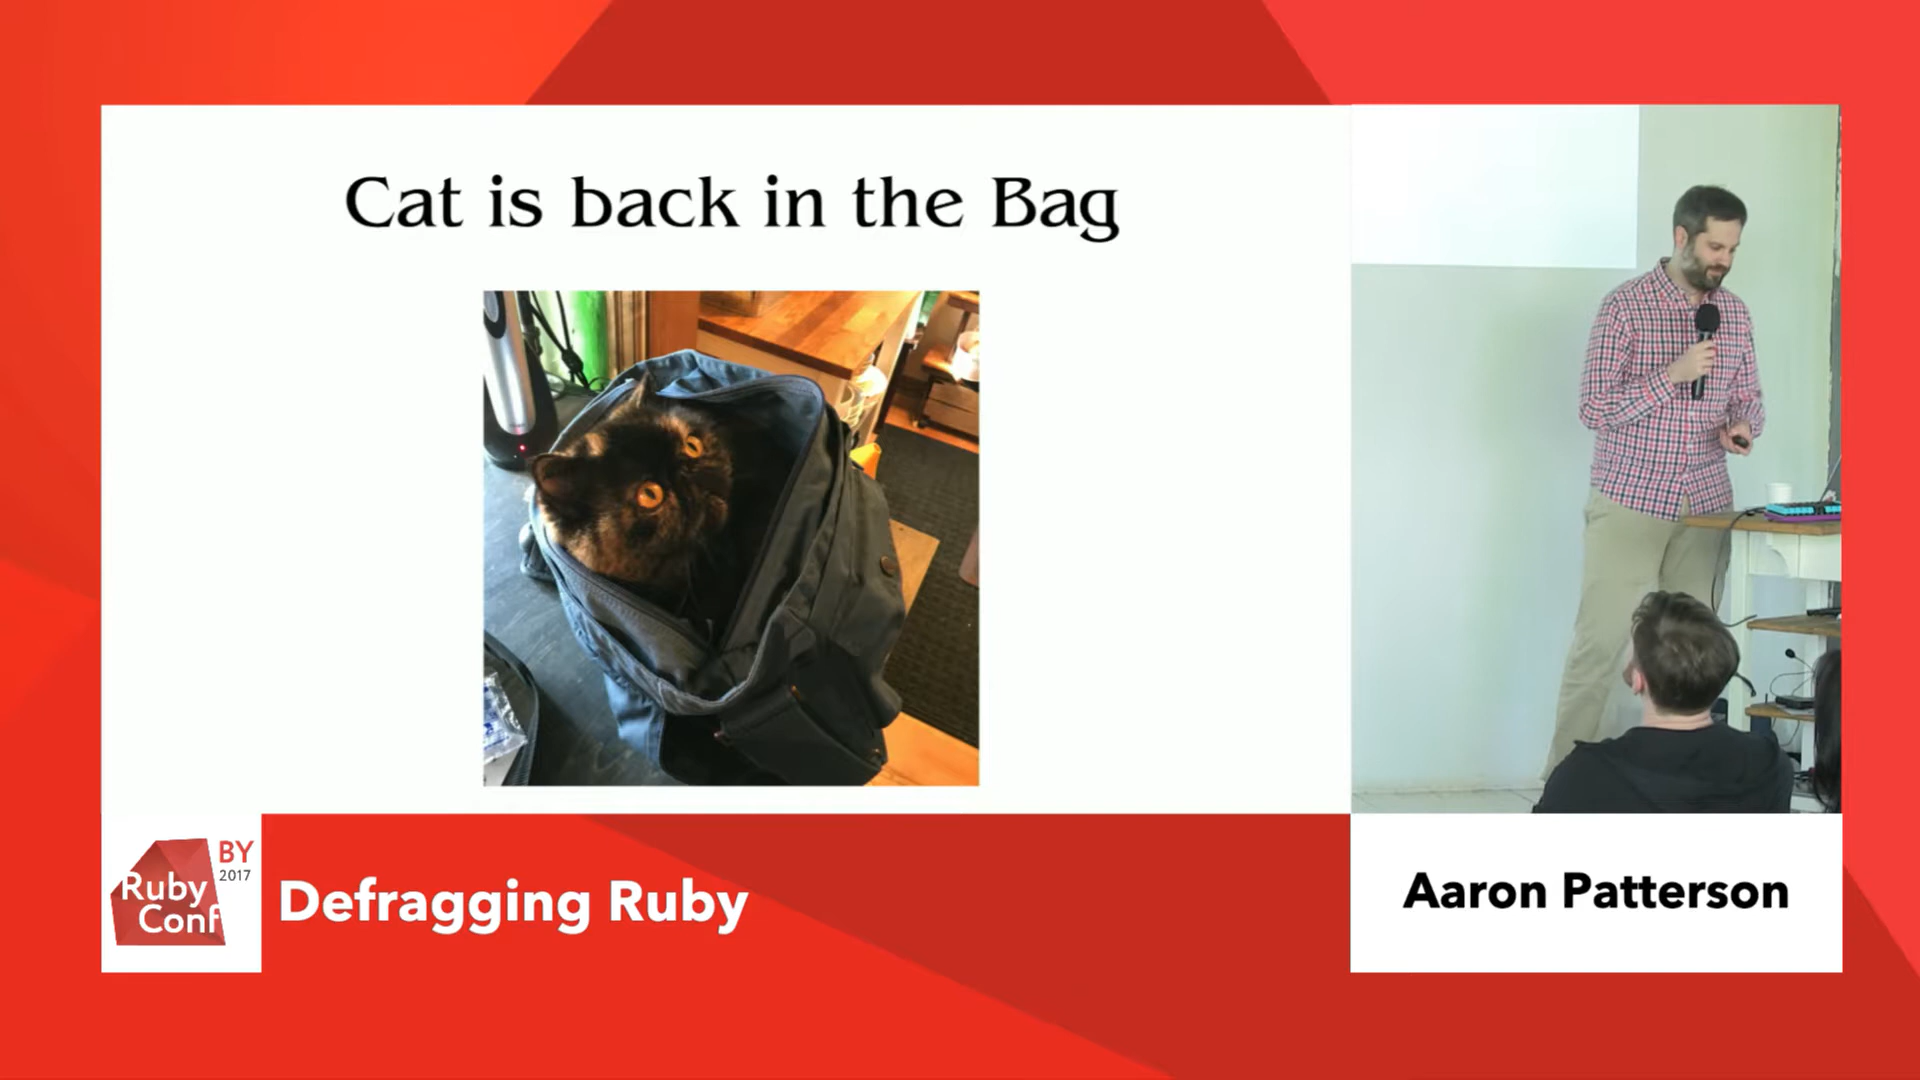 Cat is back in the Bag
Ruby
Conf
BY
2017
Defragging Ruby
Aaron Patterson